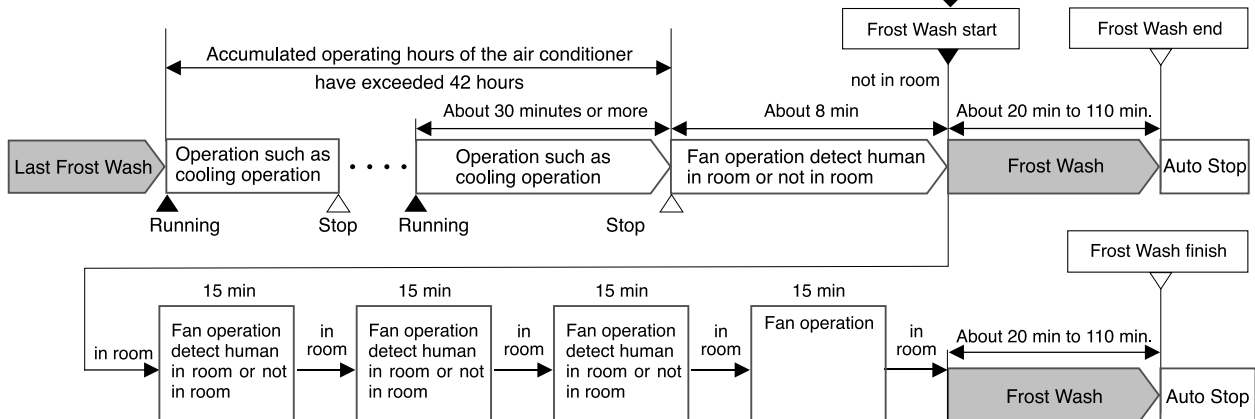 Frost Wash start
Frost Wash end
Accumulated operating hours of the air conditioner
have exceeded 42 hours
not in room
About 30 minutes or more
About 8 min
About 20 min to 110 min.
Last Frost Wash
Operation such as
cooling operation
Operation such as
cooling operation
Fan operation detect human
in room or not in room
Frost Wash
Auto Stop
Running
Stop
Running
Stop
Frost Wash finish
15 min
15 min
15 min
15 min
in room
Fan operation
detect human
in room or not
in room
in
room
Fan operation
detect human
in room or not
in room
in
room
Fan operation
detect human
in room or not
in room
in
room
Fan operation
in
room
About 20 min to 110 min.
Frost Wash
Auto Stop